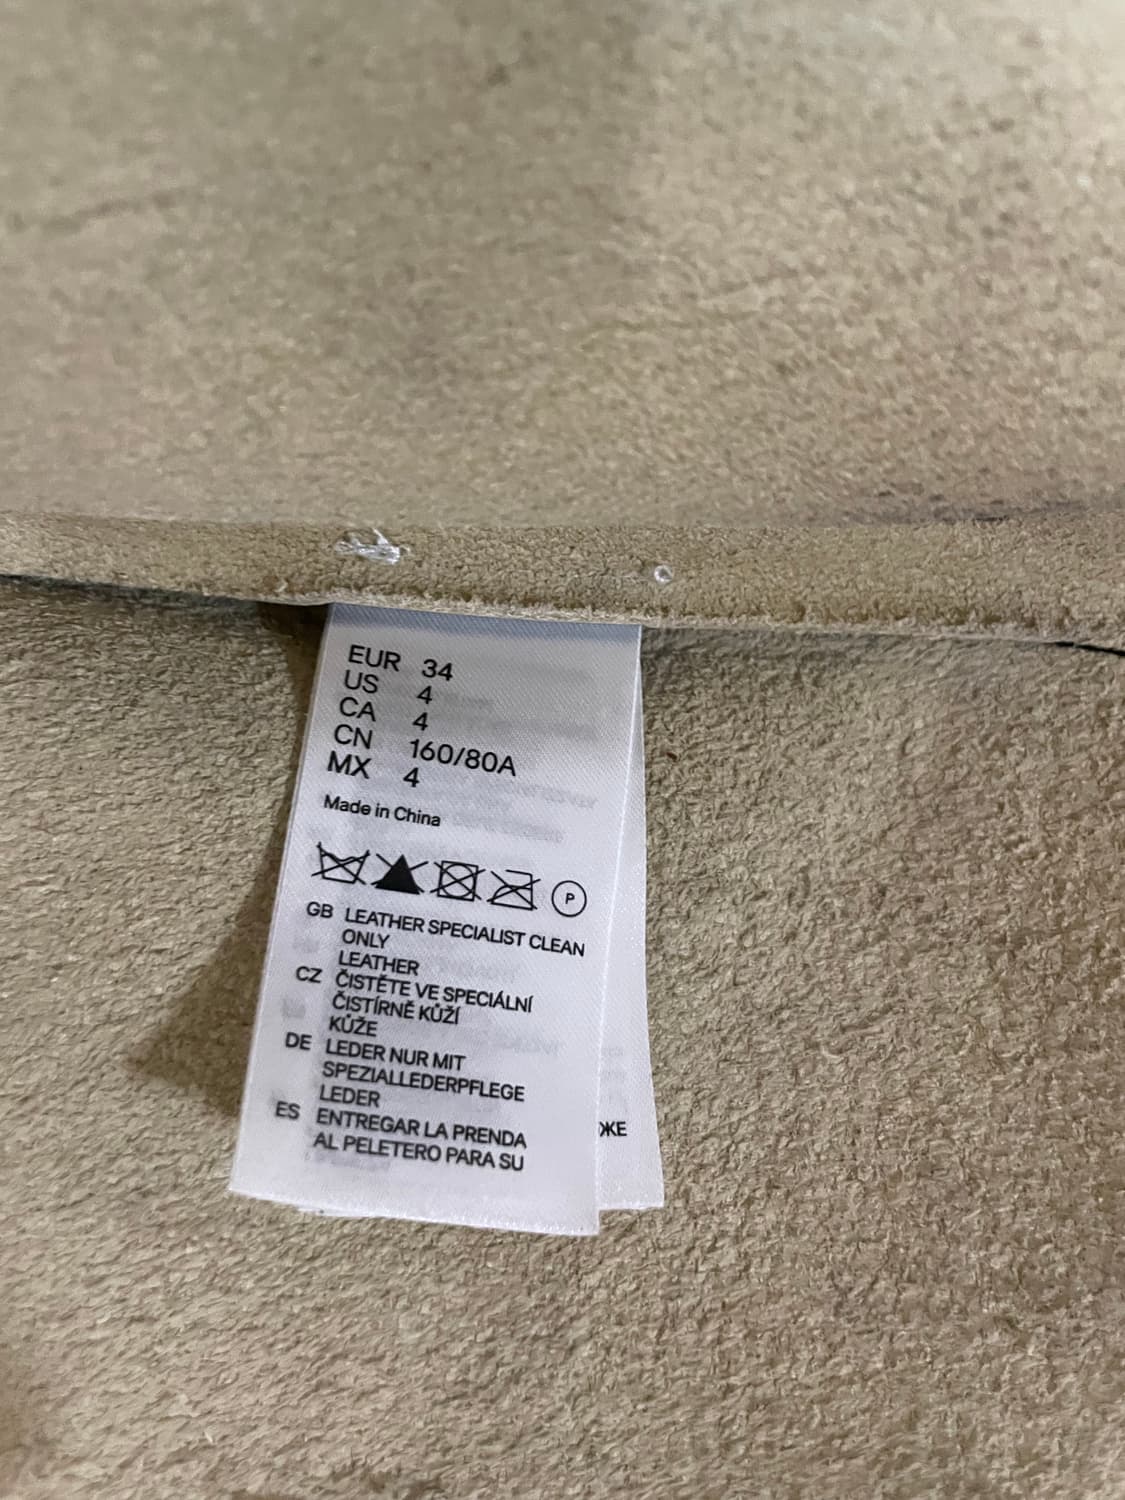 EUR 34
US 4
CA 4
CN 160/80A
MX 4
Made in China
P
GB LEATHER SPECIALIST CLEAN
ONLY
LEATHER
CZ ČISTĚTE VE SPECIÁLNÍ
ČISTÍRNĚ KŮŽÍ
KŮŽE
DE LEDER NUR MIT
SPEZIALLEDERPFLEGE
LEDER
ES ENTREGAR LA PRENDA
AL PELETERO PARA SU